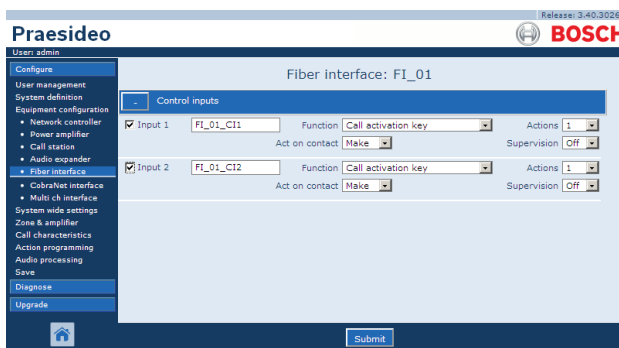 Release: 3.40.3026
Praesideo
BOSCH
User: admin
Configure
User management
System definition
Equipment configuration
• Network controller
• Power amplifier
• Call station
• Audio expander
• Fiber interface
• CobraNet interface
• Multi ch interface
System wide settings
Zone & amplifier
Call characteristics
Action programming
Audio processing
Save
Diagnose
Upgrade
Fiber interface: FI_01
- Control inputs
Input 1 FI_01_CI1 Function Call activation key Actions 1
Act on contact Make Supervision Off
Input 2 FI_01_CI2 Function Call activation key Actions 1
Act on contact Make Supervision Off
Submit